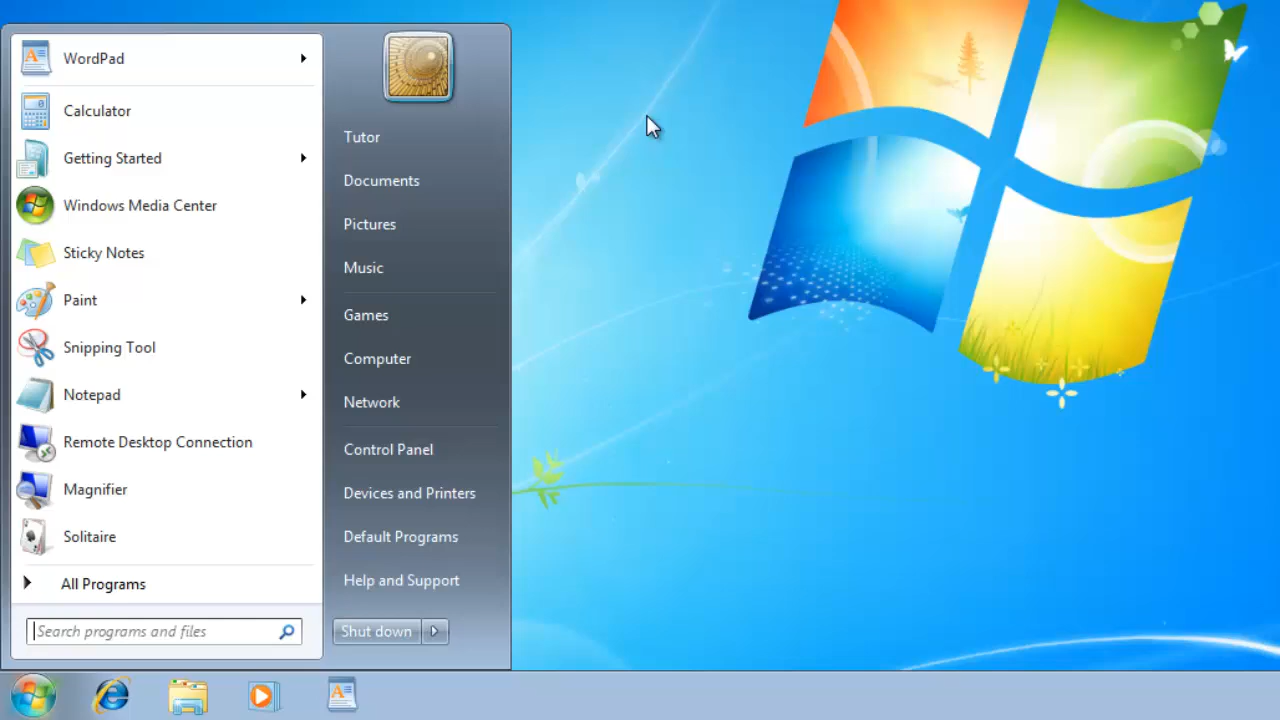 WordPad
Calculator
Getting Started
Windows Media Center
Sticky Notes
Paint
Snipping Tool
Notepad
Remote Desktop Connection
Magnifier
Solitaire
All Programs
Search programs and files
Tutor
Documents
Pictures
Music
Games
Computer
Network
Control Panel
Devices and Printers
Default Programs
Help and Support
Shut down